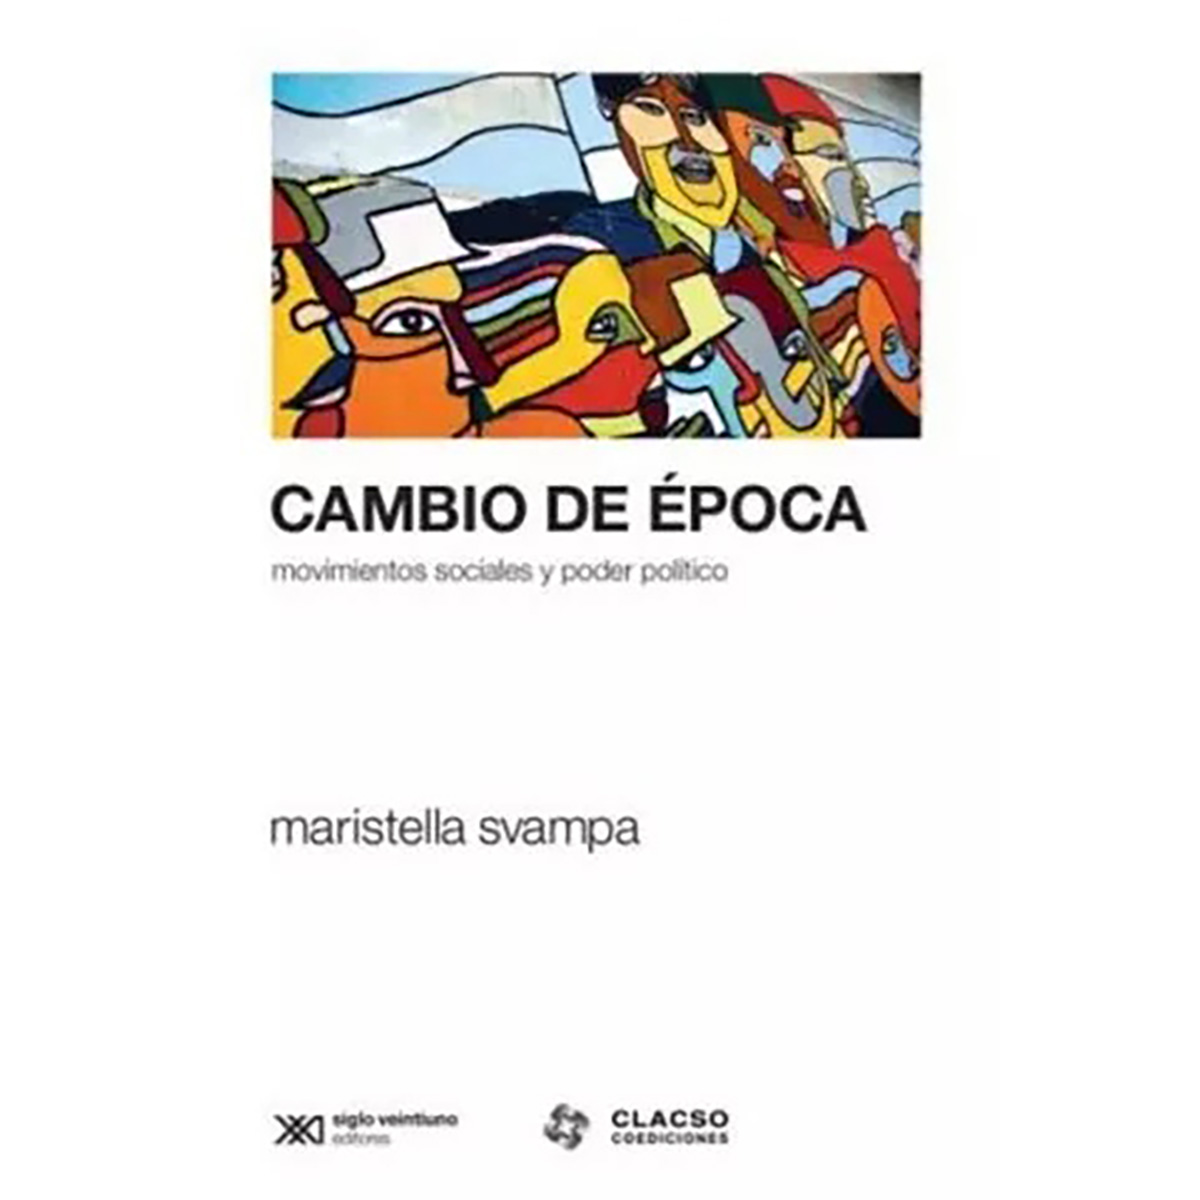 CAMBIO DE ÉPOCA
movimientos sociales y poder político
maristella svampa
siglo veintiuno
editores
CLACSO
COEDICIONES